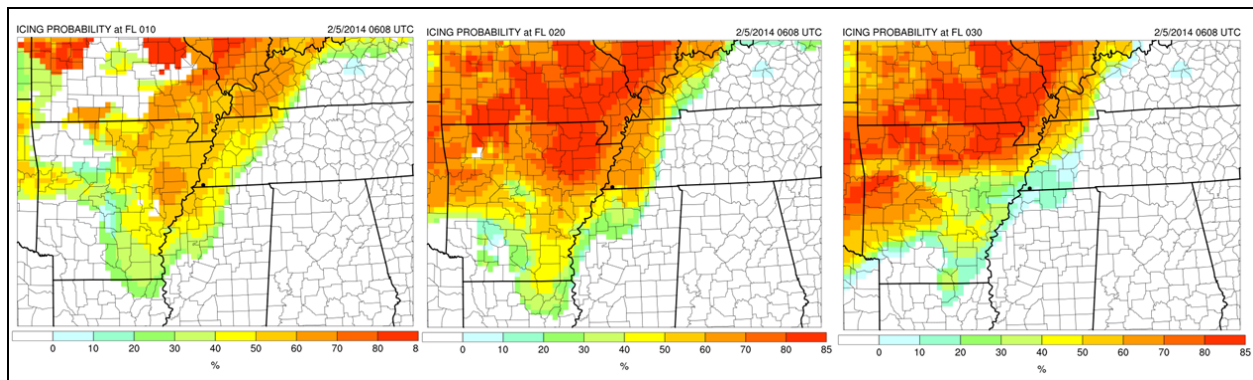 ICING PROBABILITY at FL 010 2/5/2014 0608 UTC
0 10 20 30 40 50 60 70 8
%
ICING PROBABILITY at FL 020 2/5/2014 0608 UTC
0 10 20 30 40 50 60 70 80 85
%
ICING PROBABILITY at FL 030 2/5/2014 0608 UTC
0 10 20 30 40 50 60 70 80 85
%